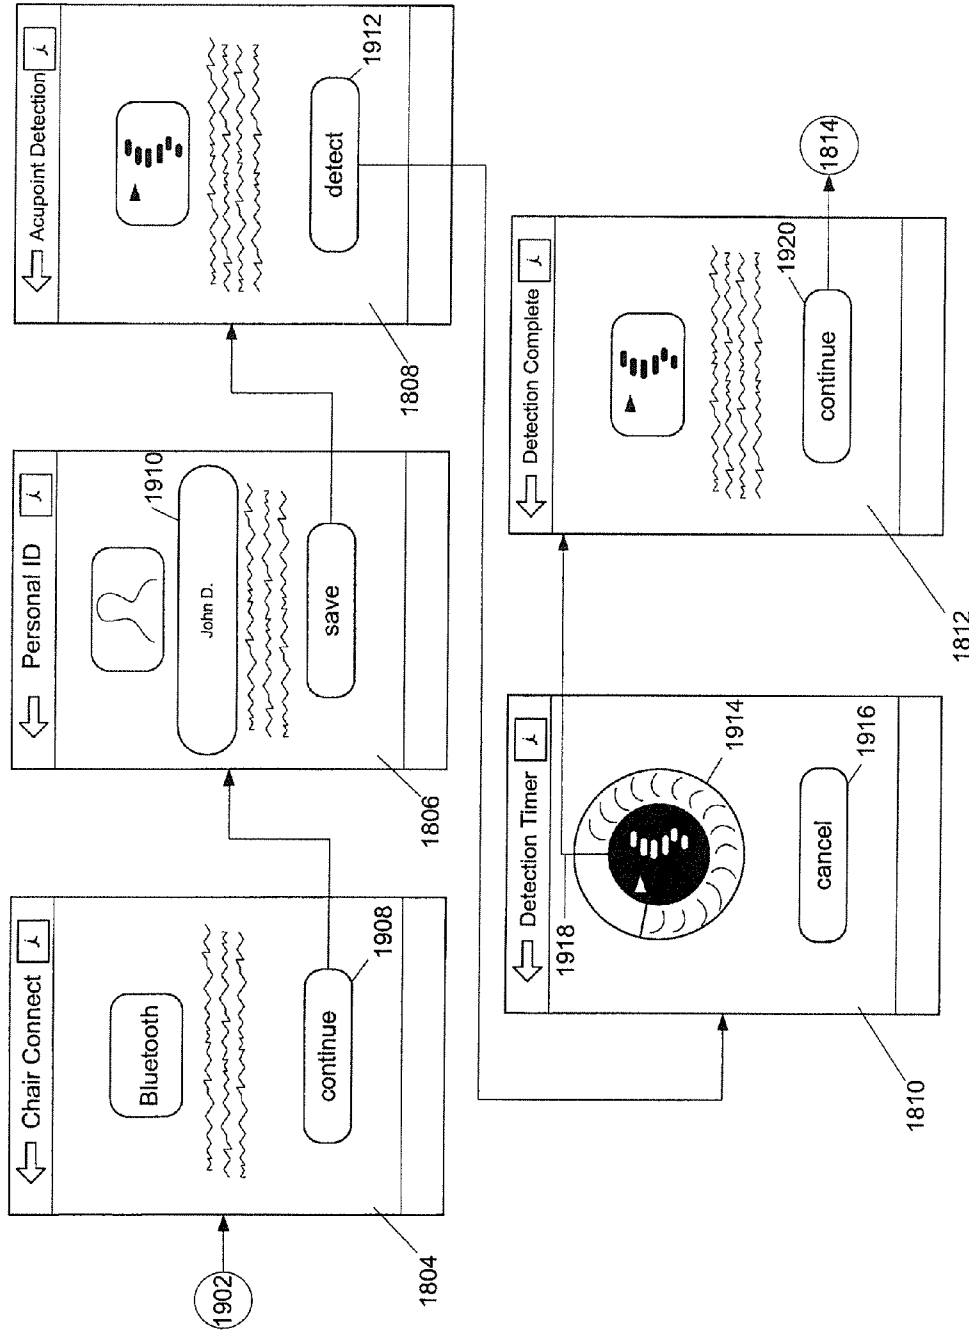 1902
Chair Connect
Bluetooth
continue
1908
1804
Personal ID
1910
John D.
save
1806
Acupoint Detection
detect
1912
1808
Detection Timer
1914
1918
cancel
1916
1810
Detection Complete
continue
1920
1812
1814